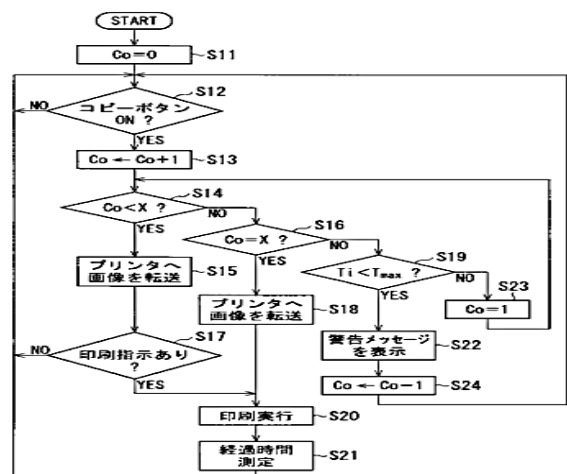 START
Co=0
S11
S12
コピーボタン
ON ?
NO
YES
Co ← Co+1
S13
S14
Co<X ?
NO
YES
S16
Co=X ?
NO
YES
S19
Ti<Tmax ?
NO
YES
S23
Co=1
プリンタへ
画像を転送
S15
プリンタへ
画像を転送
S18
警告メッセージ
を表示
S22
S17
印刷指示あり
?
NO
YES
Co ← Co−1
S24
印刷実行
S20
経過時間
測定
S21